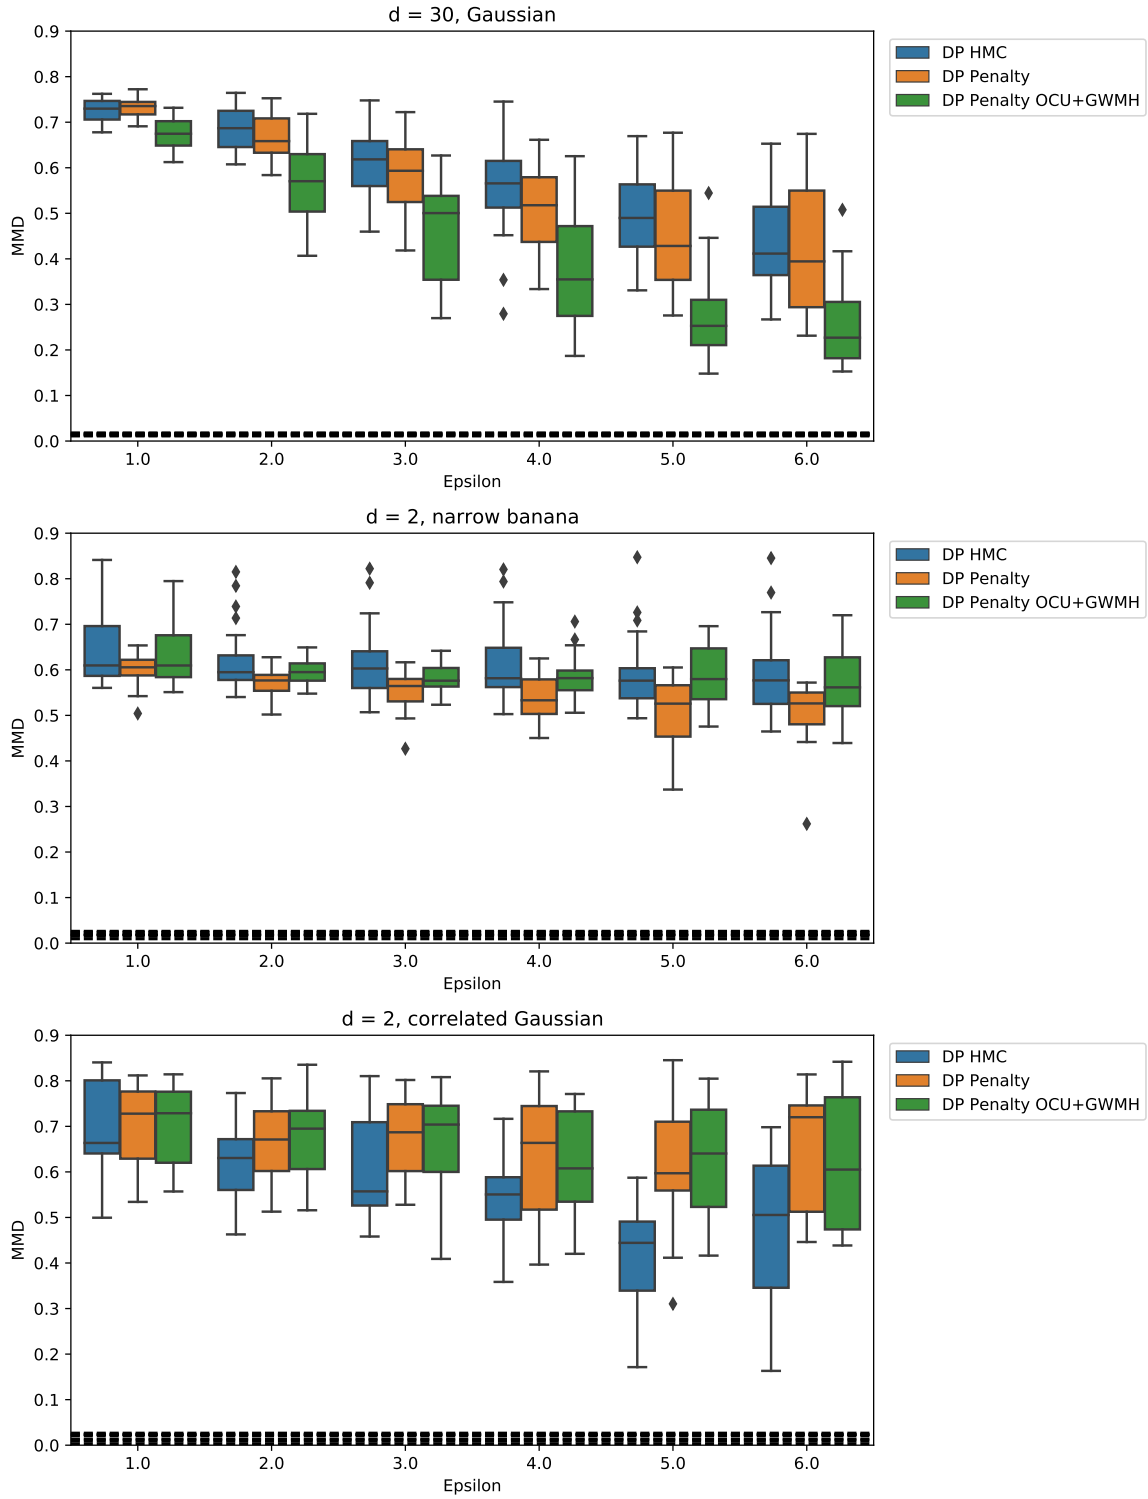 d = 30, Gaussian
0.9
0.8
0.7
0.6
0.5
0.4
0.3
0.2
0.1
0.0
MMD
1.0 2.0 3.0 4.0 5.0 6.0
Epsilon
DP HMC
DP Penalty
DP Penalty OCU+GWMH
d = 2, narrow banana
0.9
0.8
0.7
0.6
0.5
0.4
0.3
0.2
0.1
0.0
MMD
1.0 2.0 3.0 4.0 5.0 6.0
Epsilon
DP HMC
DP Penalty
DP Penalty OCU+GWMH
d = 2, correlated Gaussian
0.9
0.8
0.7
0.6
0.5
0.4
0.3
0.2
0.1
0.0
MMD
1.0 2.0 3.0 4.0 5.0 6.0
Epsilon
DP HMC
DP Penalty
DP Penalty OCU+GWMH